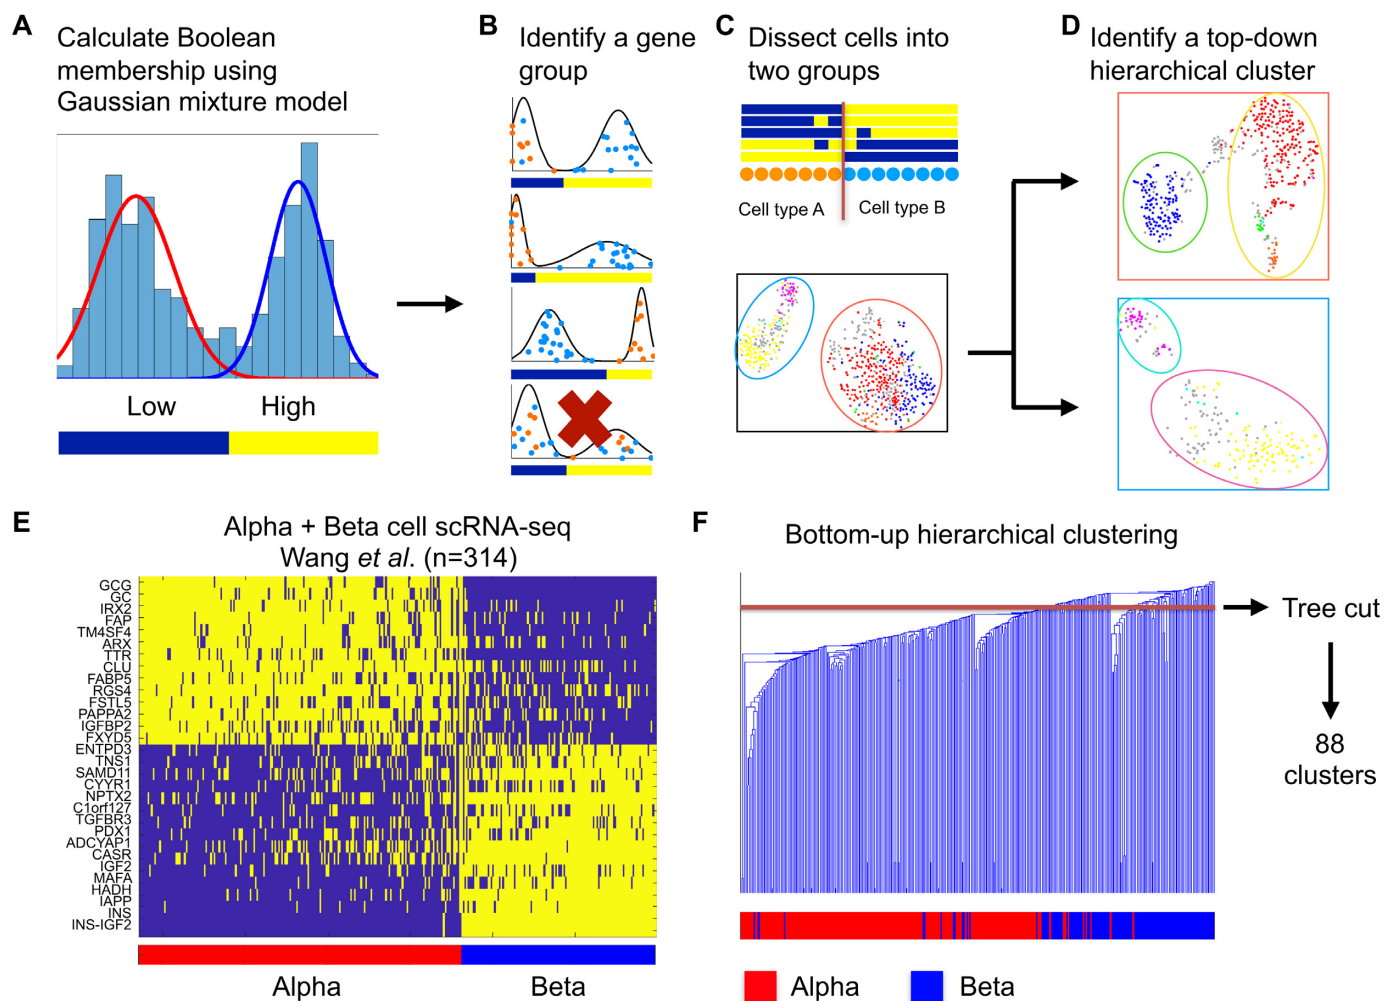 A
Calculate Boolean
membership using
Gaussian mixture model
Low
High
B
Identify a gene
group
C
Dissect cells into
two groups
Cell type A
Cell type B
D
Identify a top-down
hierarchical cluster
E
Alpha + Beta cell scRNA-seq
Wang et al. (n=314)
GCG
GC
IRX2
FAP
TM4SF4
ARX
TTR
CLU
FABP5
RGS4
FSTL5
PAPPA2
IGFBP2
FXYD5
ENTPD3
TNS1
SAMD11
CYYR1
NPTX2
C1orf127
TGFBR3
PDX1
ADCYAP1
CASR
IGF2
MAFA
HADH
IAPP
INS
INS-IGF2
Alpha
Beta
F
Bottom-up hierarchical clustering
Tree cut
88
clusters
Alpha
Beta